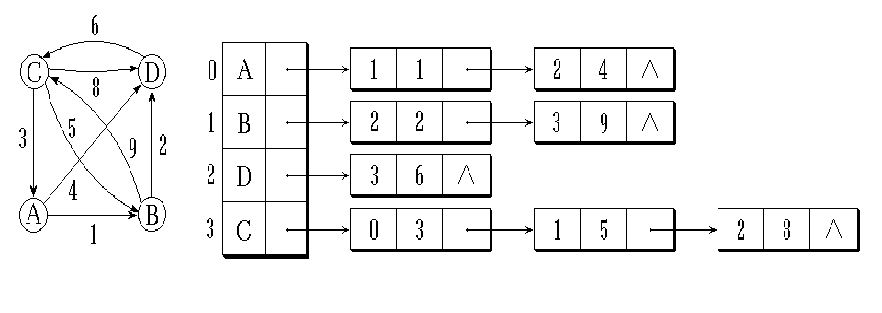 6
C D
8
3 5 9 2
4
A B
1
0 A 1 1 2 4 ∧
1 B 2 2 3 9 ∧
2 D 3 6 ∧
3 C 0 3 1 5 2 8 ∧